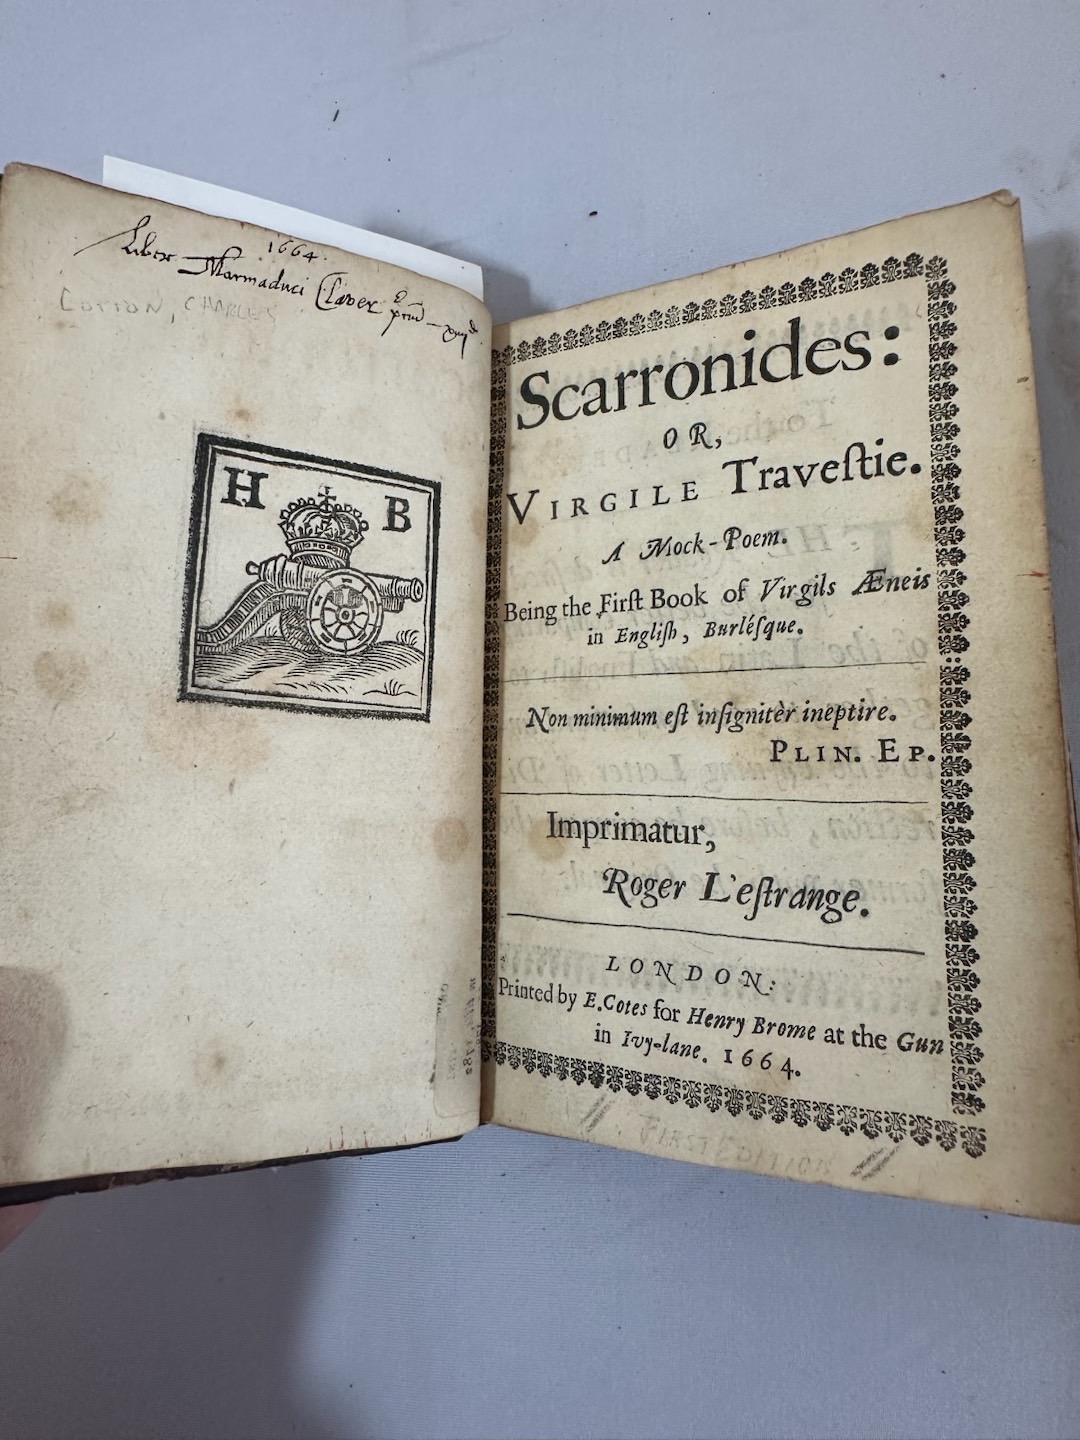 1664.
Liber Marmaduci Claver
COTTON, CHARLES
H B
Scarronides:
OR,
VIRGILE Traveſtie.
A Mock-Poem.
Being the Firſt Book of Virgils Æneis
in Engliſh, Burléſque.
Non minimum eſt inſignitèr ineptire.
PLIN. EP.
Imprimatur,
Roger L'eſtrange.
LONDON:
Printed by E. Cotes for Henry Brome at the Gun
in Ivy-lane. 1664.
FIRST EDITION